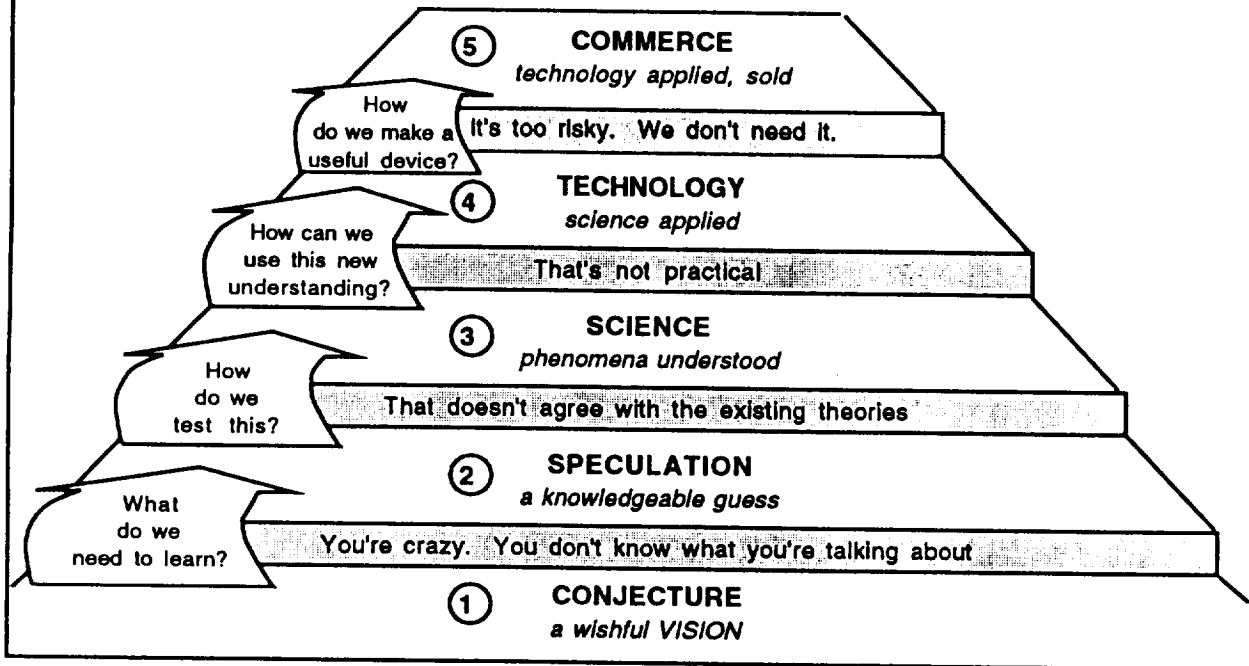 5 COMMERCE
technology applied, sold
How
do we make a
useful device?
It's too risky. We don't need it.
4 TECHNOLOGY
science applied
How can we
use this new
understanding?
That's not practical
3 SCIENCE
phenomena understood
How
do we
test this?
That doesn't agree with the existing theories
2 SPECULATION
a knowledgeable guess
What
do we
need to learn?
You're crazy. You don't know what you're talking about
1 CONJECTURE
a wishful VISION